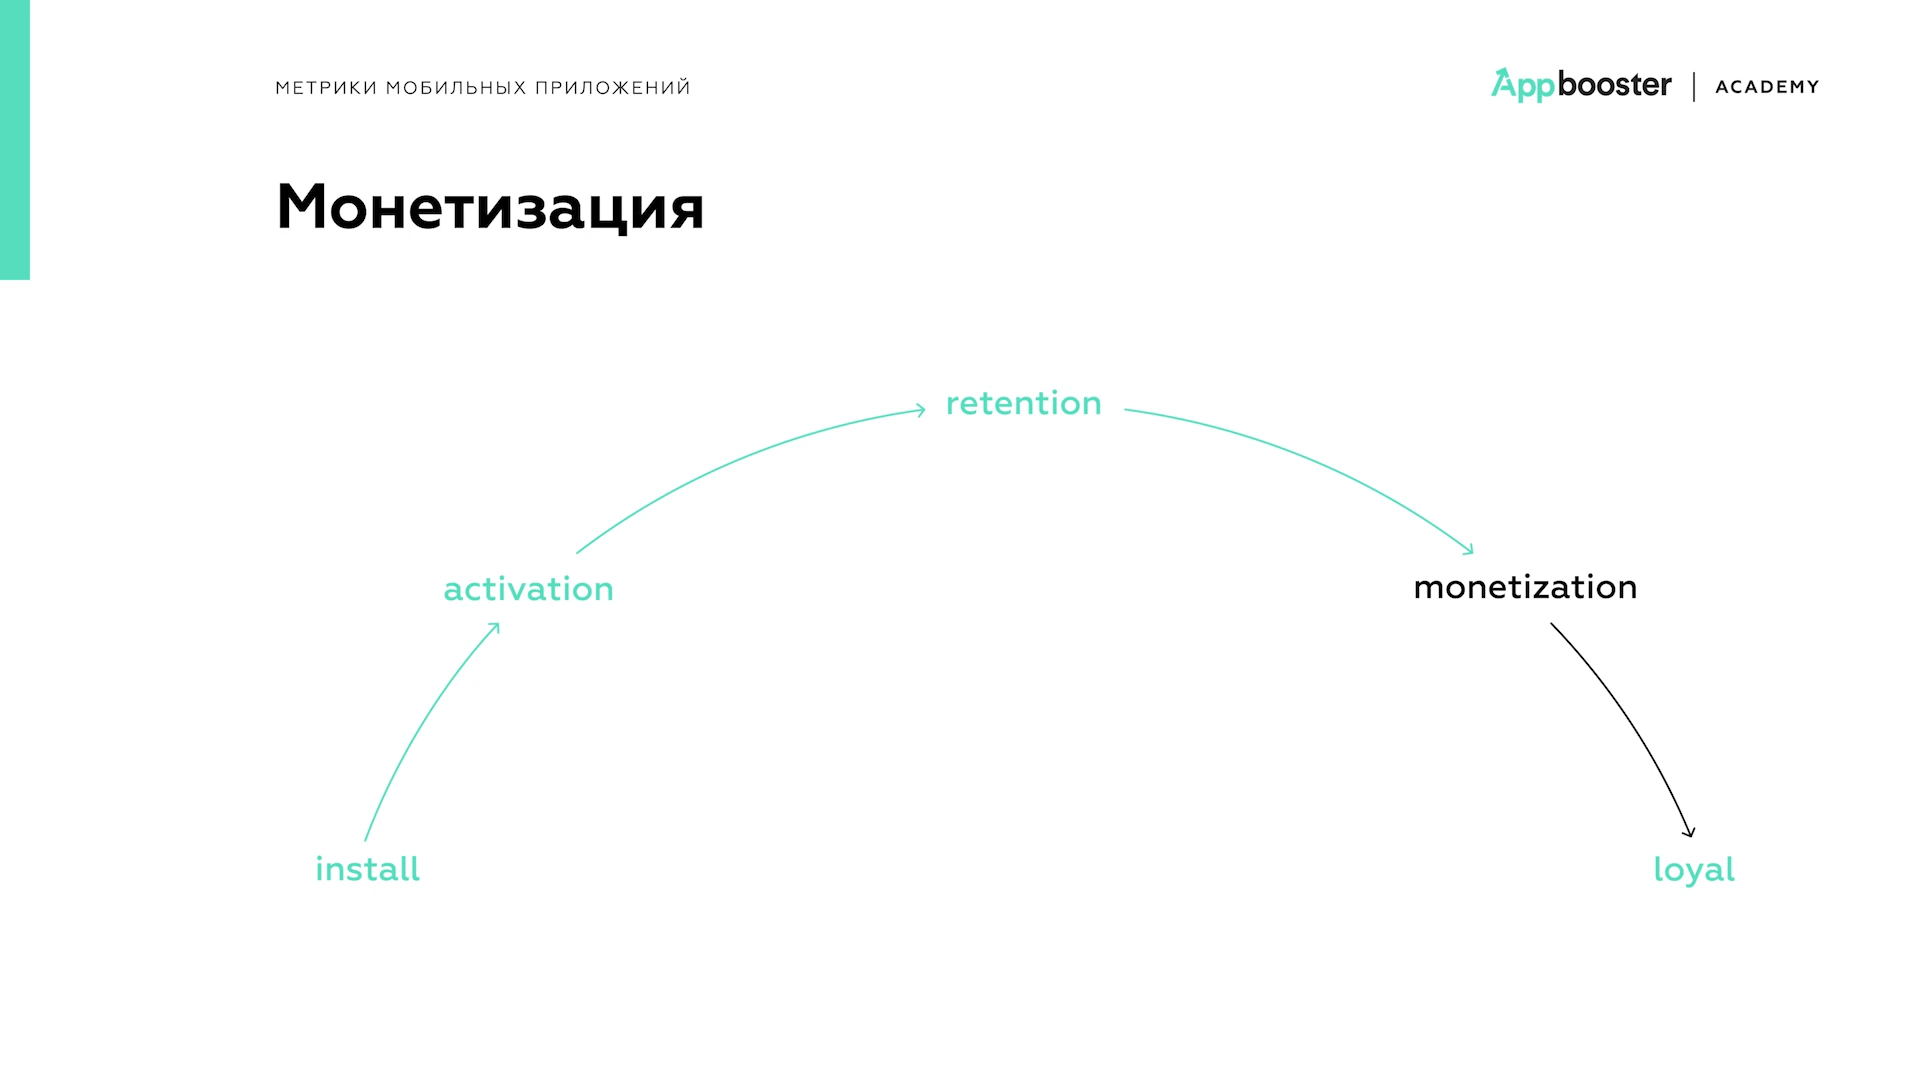 МЕТРИКИ МОБИЛЬНЫХ ПРИЛОЖЕНИЙ
Appbooster | ACADEMY
Монетизация
retention
activation
monetization
install
loyal